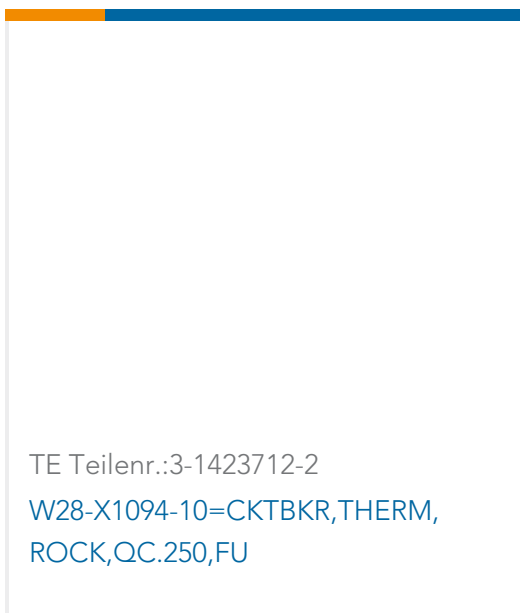 TE Teilenr.:3-1423712-2
W28-X1094-10=CKTBKR,THERM,
ROCK,QC.250,FU